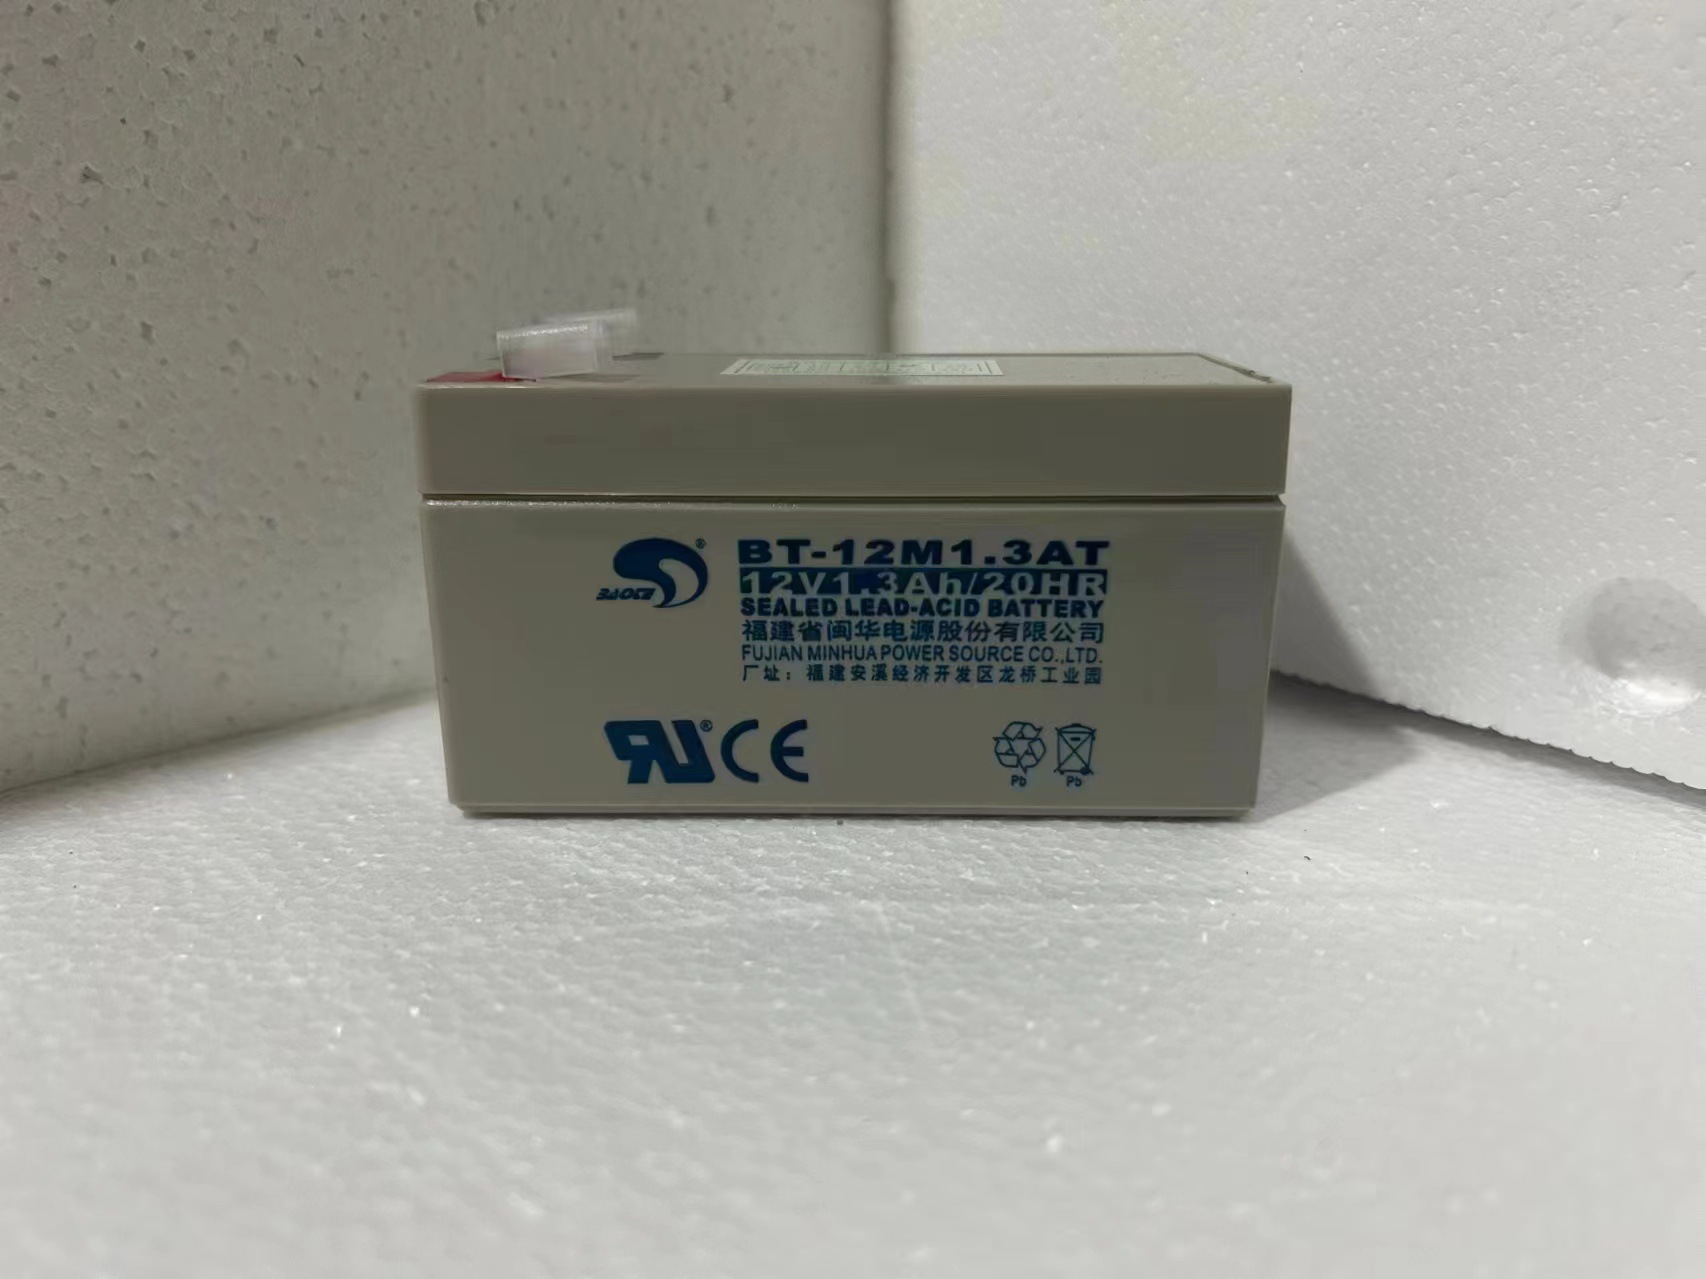 BT-12M1.3AT
12V1.3Ah/20HR
SEALED LEAD-ACID BATTERY
福建省闽华电源股份有限公司
FUJIAN MINHUA POWER SOURCE CO.,LTD.
厂址：福建安溪经济开发区龙桥工业园
®
CE
Pb
Pb